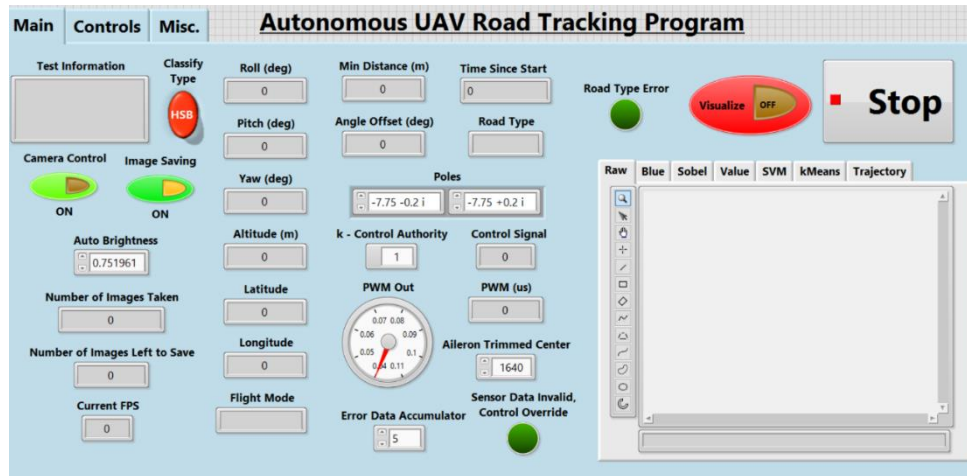 Main Controls Misc.
Autonomous UAV Road Tracking Program
Test Information
Classify
Type
HSB
Camera Control
ON
Image Saving
ON
Auto Brightness
0.751961
Number of Images Taken
0
Number of Images Left to Save
0
Current FPS
0
Roll (deg)
0
Pitch (deg)
0
Yaw (deg)
0
Altitude (m)
0
Latitude
0
Longitude
0
Flight Mode
Min Distance (m)
0
Time Since Start
0
Angle Offset (deg)
0
Road Type
Poles
-7.75 -0.2 i
-7.75 +0.2 i
k - Control Authority
1
Control Signal
0
PWM Out
0.07 0.08
0.06 0.09
0.05 0.1
0.04 0.11
PWM (us)
0
Aileron Trimmed Center
1640
Error Data Accumulator
5
Sensor Data Invalid,
Control Override
Road Type Error
Visualize OFF
Stop
Raw Blue Sobel Value SVM kMeans Trajectory